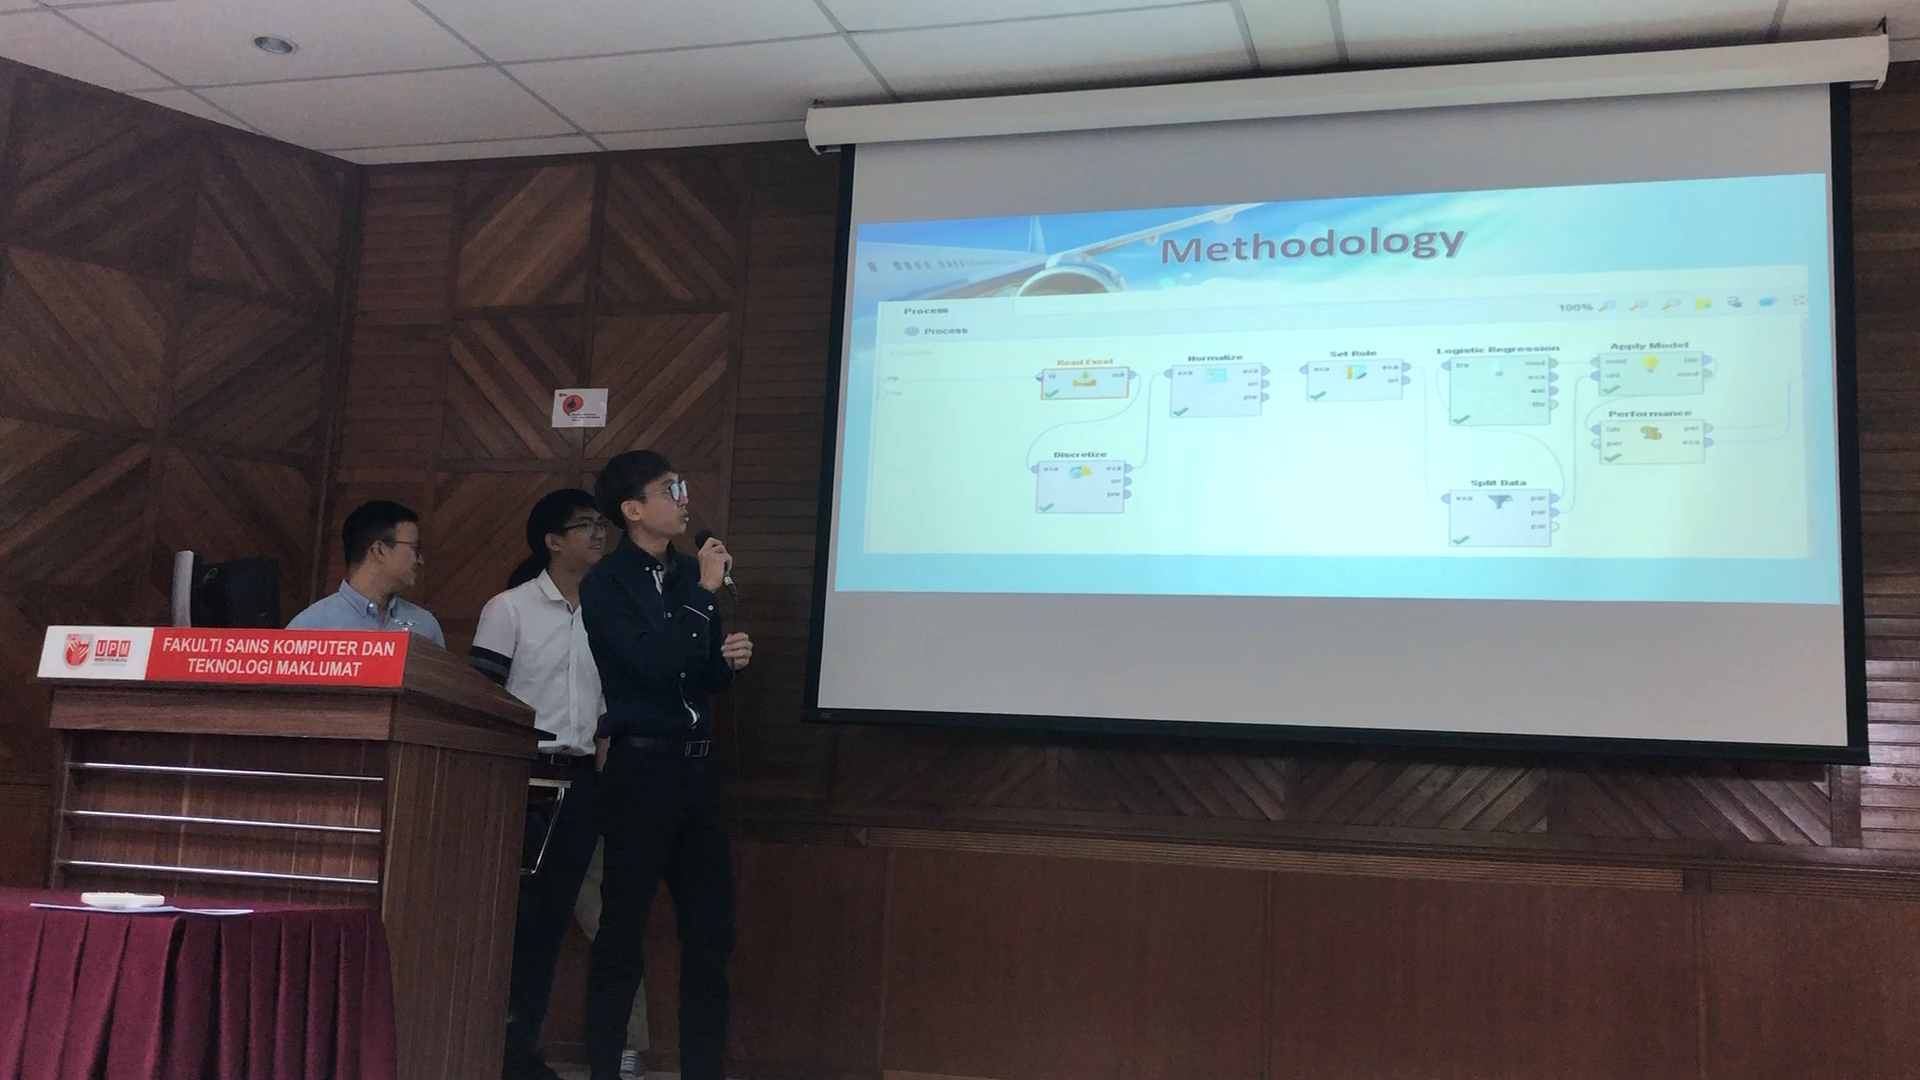 Methodology
Process
100%
Process
Read Excel
Normalize
Set Role
Logistic Regression
Apply Model
Performance
Discretize
Split Data
UPM
FAKULTI SAINS KOMPUTER DAN
TEKNOLOGI MAKLUMAT